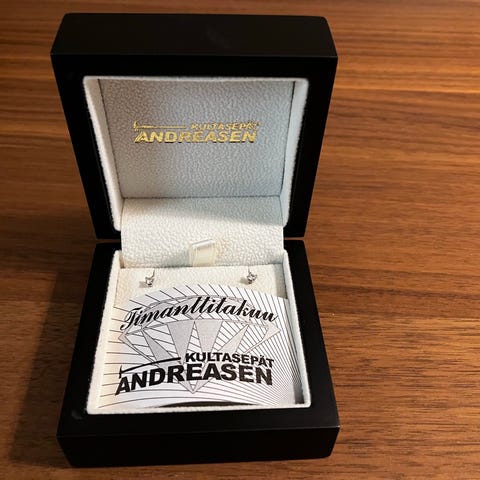 KULTASEPÄT
ANDREASEN
Timanttitakuu
KULTASEPÄT
ANDREASEN